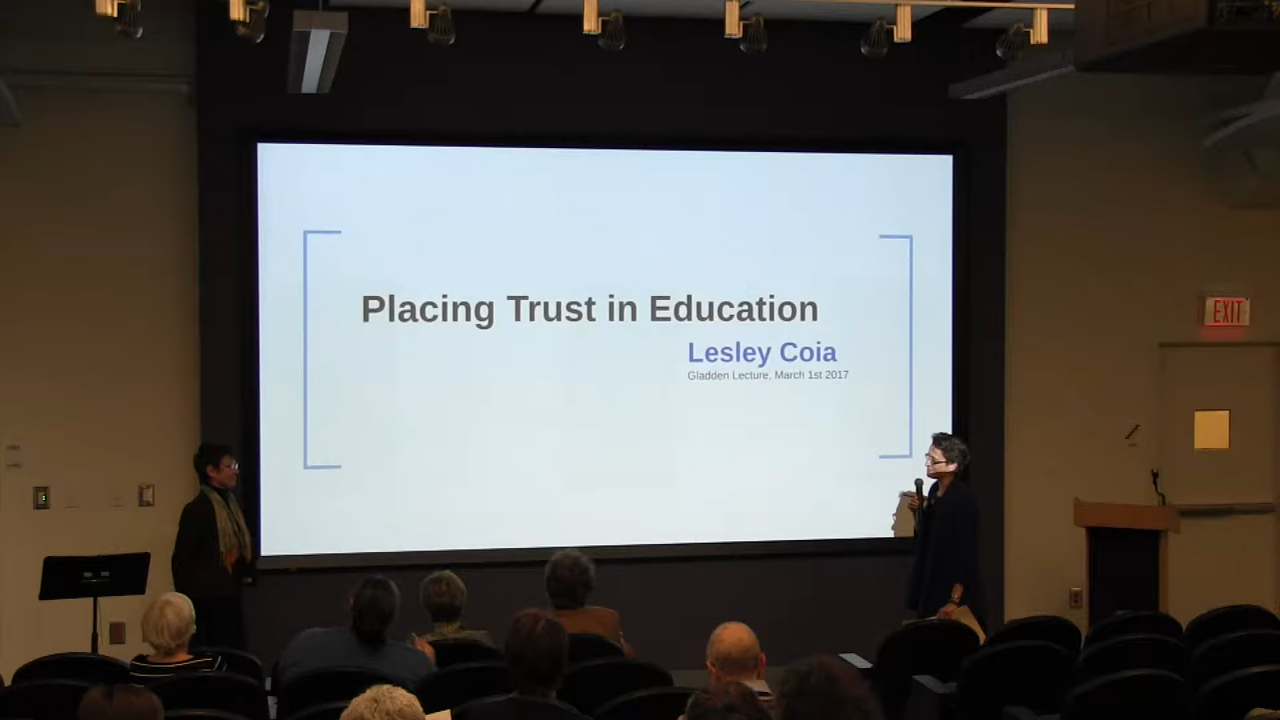 Placing Trust in Education
Lesley Coia
Gladden Lecture, March 1st 2017
EXIT